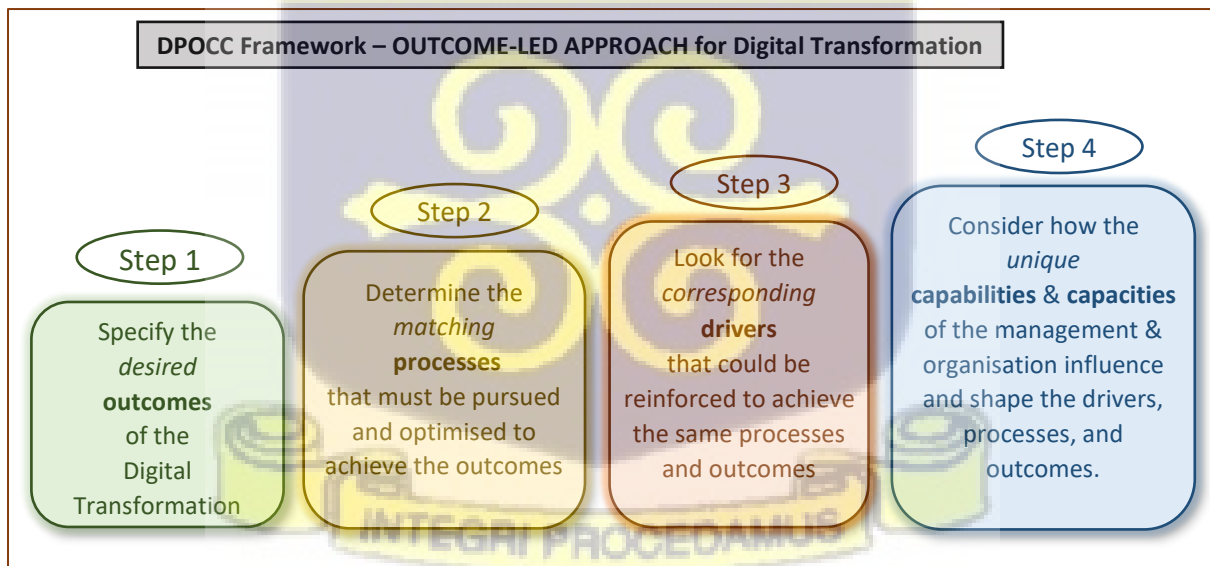 DPOCC Framework – OUTCOME-LED APPROACH for Digital Transformation
Step 1
Specify the
desired
outcomes
of the
Digital
Transformation
Step 2
Determine the
matching
processes
that must be pursued
and optimised to
achieve the outcomes
Step 3
Look for the
corresponding
drivers
that could be
reinforced to achieve
the same processes
and outcomes
Step 4
Consider how the
unique
capabilities & capacities
of the management &
organisation influence
and shape the drivers,
processes, and
outcomes.
INTEGRI PROCEDAMUS